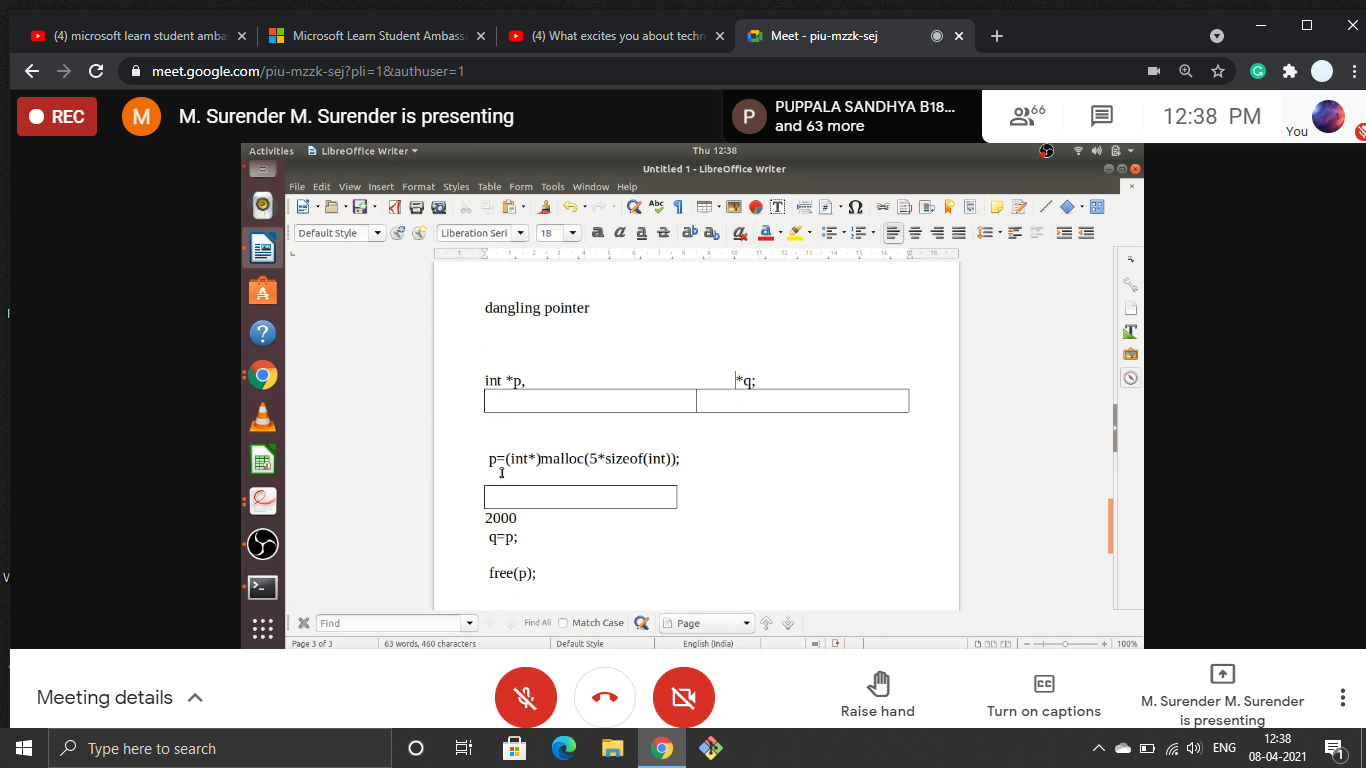 (4) microsoft learn student amba
Microsoft Learn Student Ambass
(4) What excites you about techn
Meet - piu-mzzk-sej
meet.google.com/piu-mzzk-sej?pli=1&authuser=1
REC
M
M. Surender M. Surender is presenting
P
PUPPALA SANDHYA B18...
and 63 more
66
12:38 PM
You
Activities
LibreOffice Writer
Thu 12:38
Untitled 1 - LibreOffice Writer
File Edit View Insert Format Styles Table Form Tools Window Help
Default Style
Liberation Seri
18
dangling pointer
int *p, *q;
p=(int*)malloc(5*sizeof(int));
2000
q=p;
free(p);
Find
Find All
Match Case
Page
Page 3 of 3
63 words, 460 characters
Default Style
English (India)
100%
Meeting details
Raise hand
Turn on captions
M. Surender M. Surender
is presenting
Type here to search
ENG
12:38
08-04-2021
1